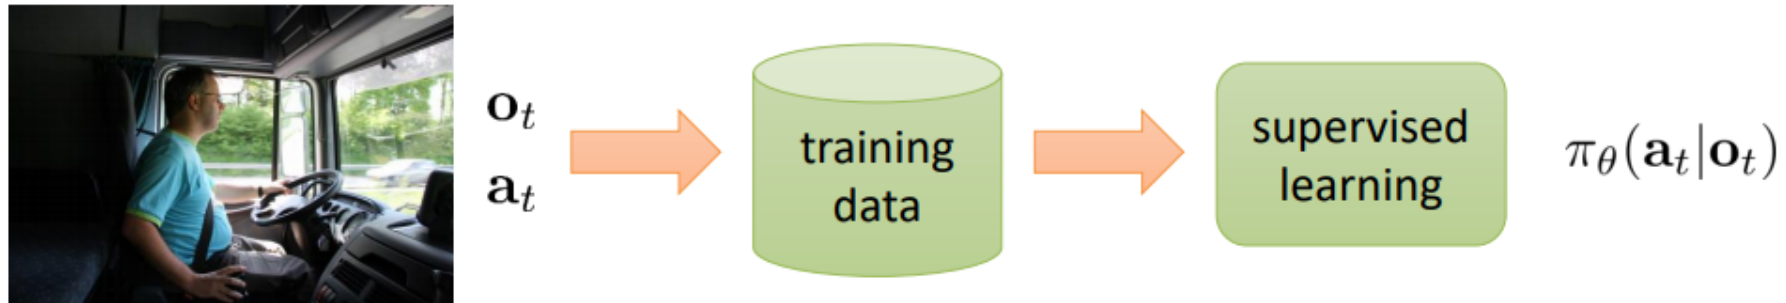 o_t
a_t
training
data
supervised
learning
π_θ(a_t|o_t)